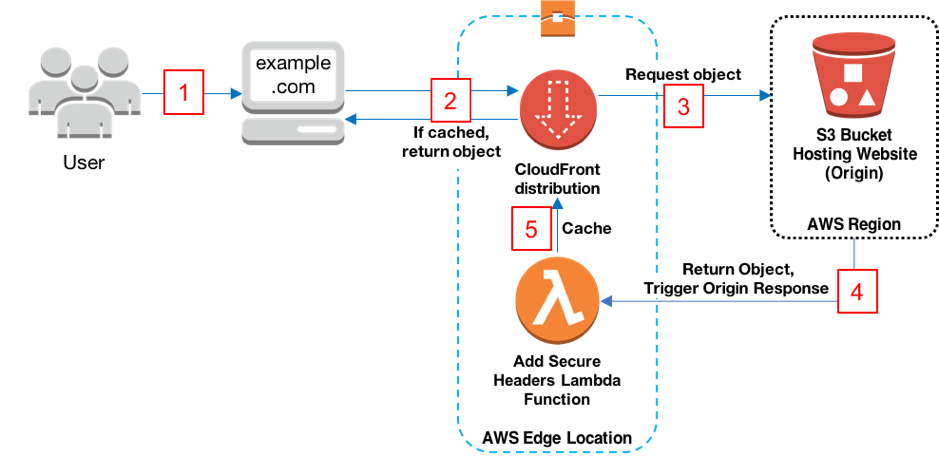 User
1
example
.com
2
If cached,
return object
CloudFront
distribution
Request object
3
S3 Bucket
Hosting Website
(Origin)
AWS Region
4
Return Object,
Trigger Origin Response
5
Cache
Add Secure
Headers Lambda
Function
AWS Edge Location